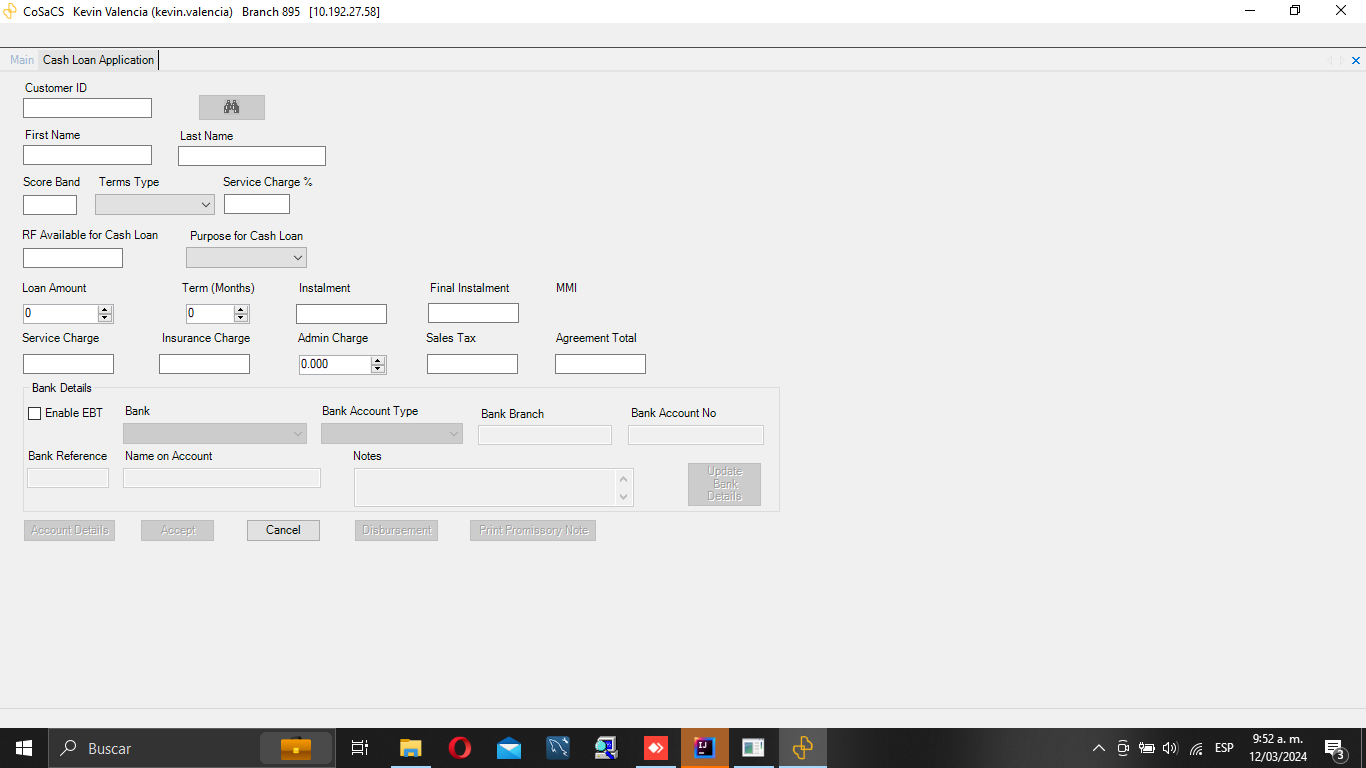 CoSaCS Kevin Valencia (kevin.valencia) Branch 895 [10.192.27.58]
Main Cash Loan Application
Customer ID
First Name Last Name
Score Band Terms Type Service Charge %
RF Available for Cash Loan Purpose for Cash Loan
Loan Amount Term (Months) Instalment Final Instalment MMI
0 0
Service Charge Insurance Charge Admin Charge Sales Tax Agreement Total
0.000
Bank Details
Enable EBT Bank Bank Account Type Bank Branch Bank Account No
Bank Reference Name on Account Notes
Update
Bank
Details
Account Details Accept Cancel Disbursement Print Promissory Note
Buscar
ESP
9:52 a. m.
12/03/2024
3